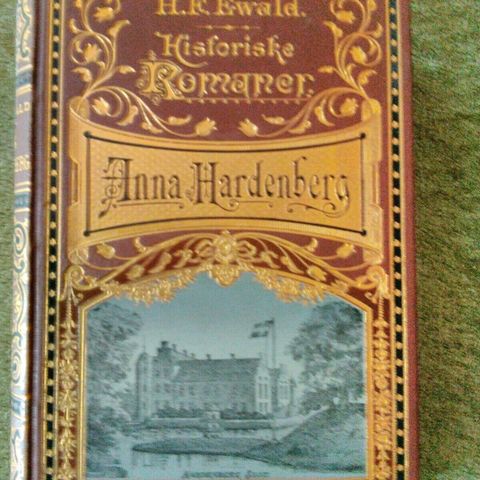 H. F. Ewald.
Historiske
Romaner.
Anna Hardenberg